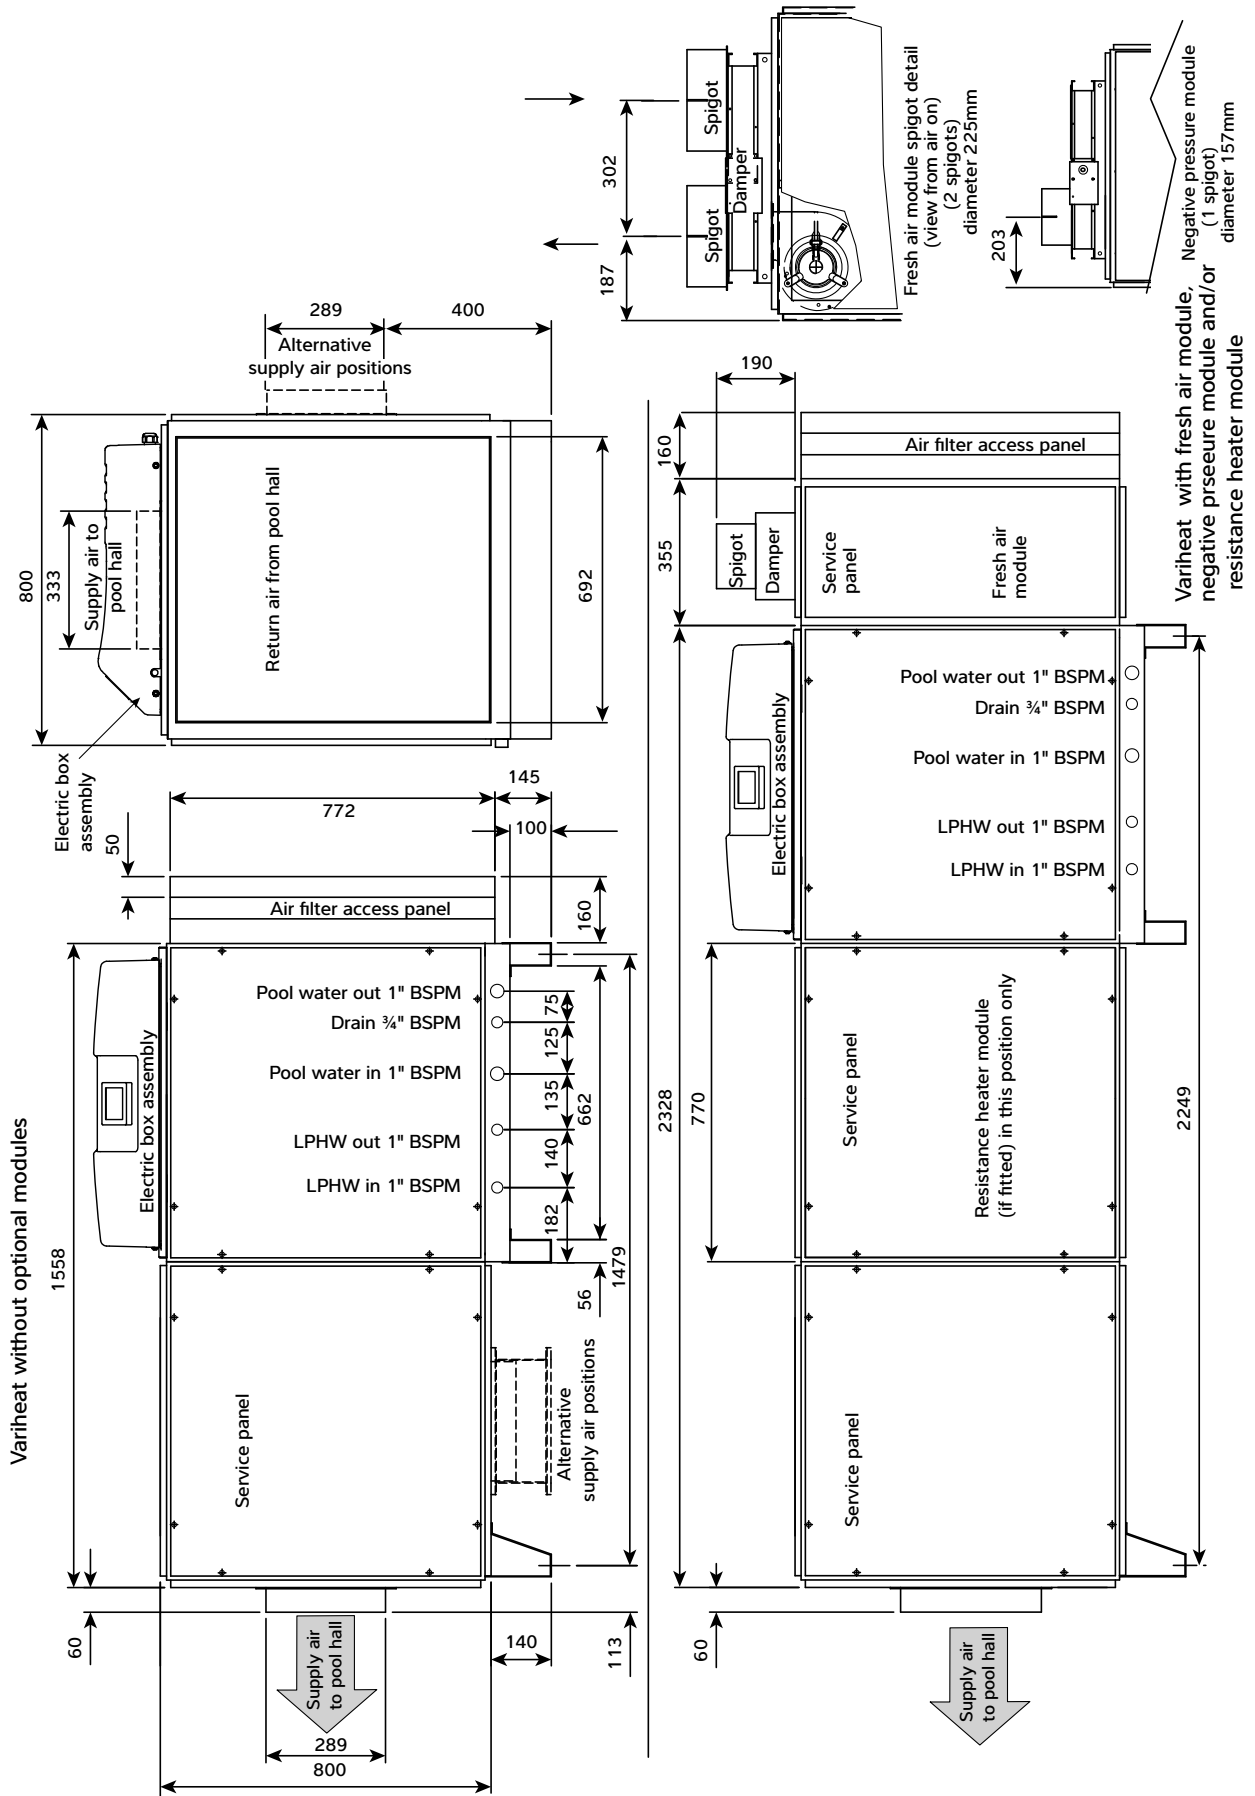 Variheat without optional modules
800
333
Supply air to
pool hall
Electric box
assembly
Return air from pool hall
692
289
400
Alternative
supply air positions
50
772
145
100
160
Air filter access panel
1558
Electric box assembly
Pool water out 1" BSPM
Drain ¾" BSPM
Pool water in 1" BSPM
LPHW out 1" BSPM
LPHW in 1" BSPM
75
125
135
140
182
662
56
1479
Service panel
Alternative
supply air positions
60
140
113
Supply air
to pool hall
289
800
302
187
Spigot
Spigot
Damper
Fresh air module spigot detail
(view from air on)
(2 spigots)
diameter 225mm
203
Negative pressure module
(1 spigot)
diameter 157mm
Variheat with fresh air module,
negative prseeure module and/or
resistance heater module
190
160
355
Air filter access panel
Spigot
Damper
Service
panel
Fresh air
module
2328
770
Electric box assembly
Pool water out 1" BSPM
Drain ¾" BSPM
Pool water in 1" BSPM
LPHW out 1" BSPM
LPHW in 1" BSPM
Service panel
Resistance heater module
(if fitted) in this position only
2249
Service panel
60
Supply air
to pool hall